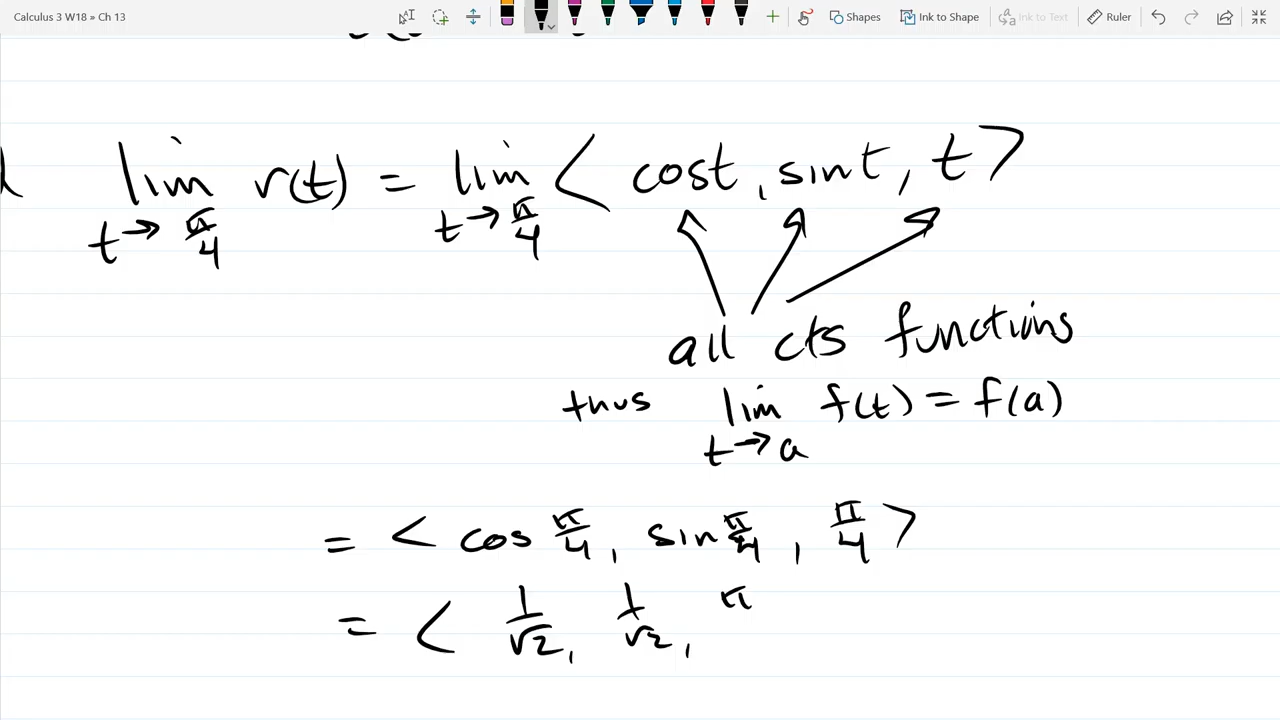 Calculus 3 W18 » Ch 13
Shapes Ink to Shape Ink to Text Ruler
lim r(t) = lim < cost, sint, t >
t→π/4 t→π/4
all cts functions
thus lim f(t) = f(a)
t→a
= < cos π/4, sin π/4, π/4 >
= < 1/√2, 1/√2, π